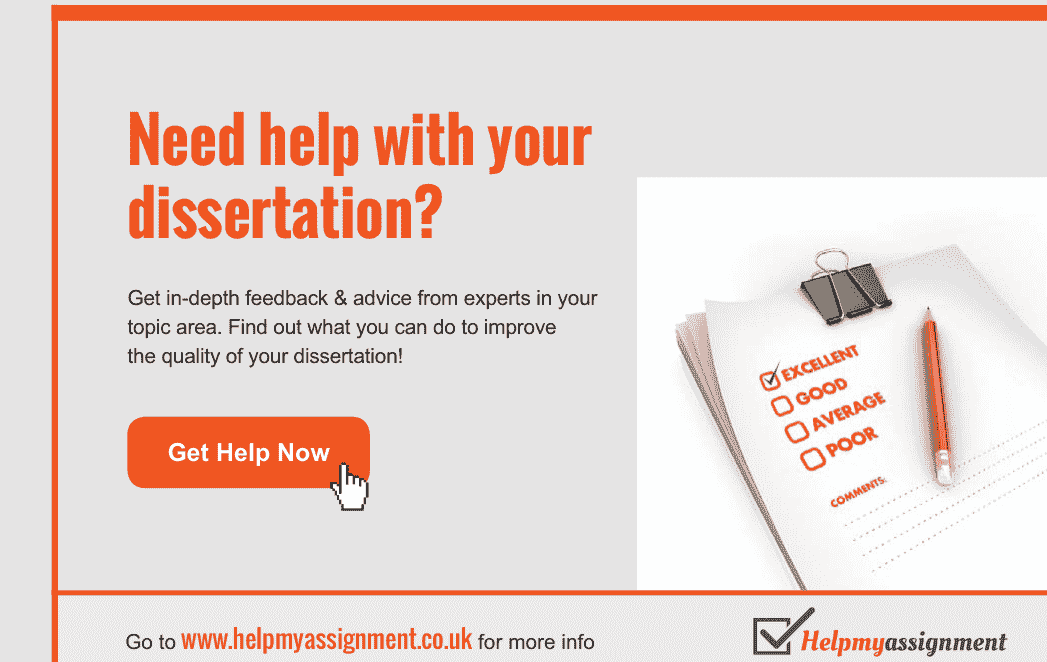 Need help with your
dissertation?
Get in-depth feedback & advice from experts in your
topic area. Find out what you can do to improve
the quality of your dissertation!
Get Help Now
EXCELLENT
GOOD
AVERAGE
POOR
COMMENTS:
Go to www.helpmyassignment.co.uk for more info
Helpmyassignment